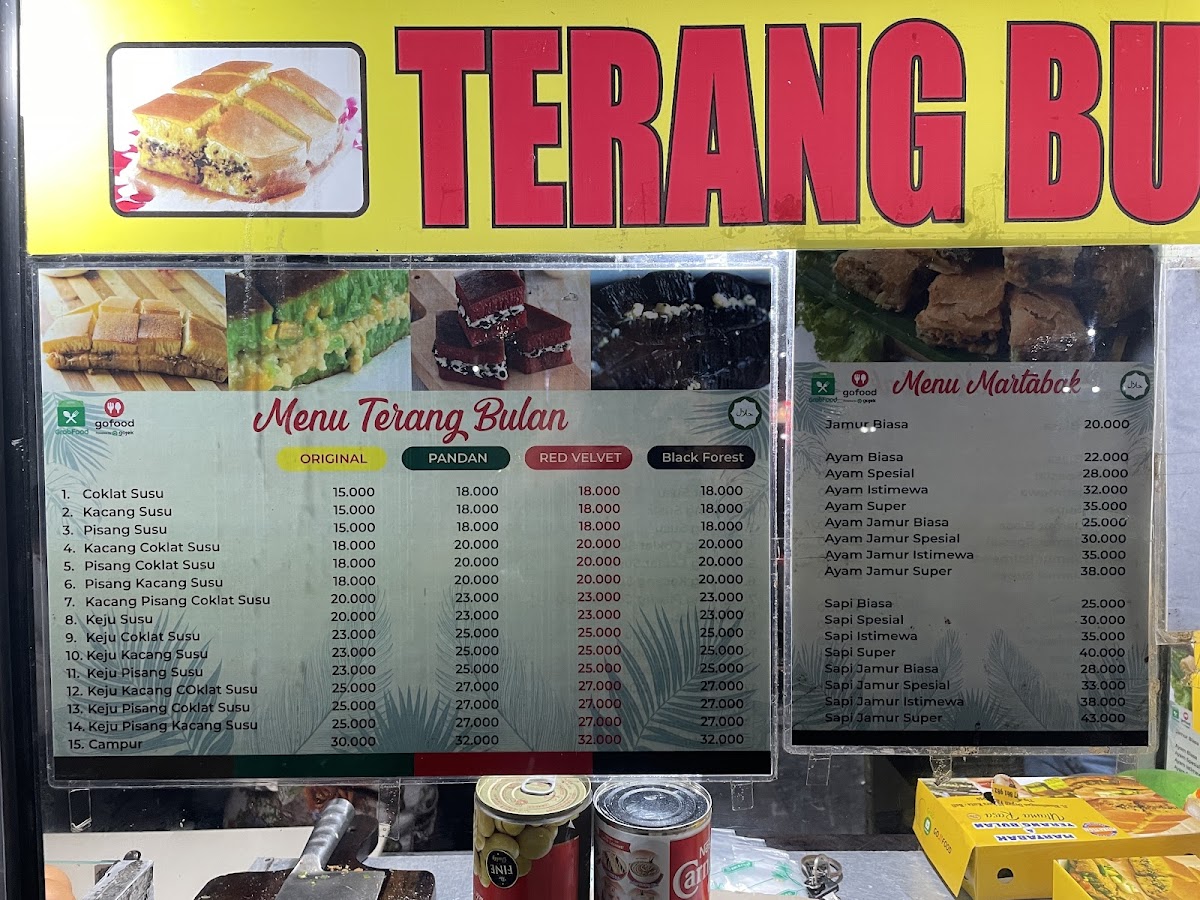 TERANG BU
GrabFood
gofood
Menu Terang Bulan
حلال
ORIGINAL PANDAN RED VELVET Black Forest
1. Coklat Susu 15.000 18.000 18.000 18.000
2. Kacang Susu 15.000 18.000 18.000 18.000
3. Pisang Susu 15.000 18.000 18.000 18.000
4. Kacang Coklat Susu 18.000 20.000 20.000 20.000
5. Pisang Coklat Susu 18.000 20.000 20.000 20.000
6. Pisang Kacang Susu 18.000 20.000 20.000 20.000
7. Kacang Pisang Coklat Susu 20.000 23.000 23.000 23.000
8. Keju Susu 20.000 23.000 23.000 23.000
9. Keju Coklat Susu 23.000 25.000 25.000 25.000
10. Keju Kacang Susu 23.000 25.000 25.000 25.000
11. Keju Pisang Susu 23.000 25.000 25.000 25.000
12. Keju Kacang COklat Susu 25.000 27.000 27.000 27.000
13. Keju Pisang Coklat Susu 25.000 27.000 27.000 27.000
14. Keju Pisang Kacang Susu 25.000 27.000 27.000 27.000
15. Campur 30.000 32.000 32.000 32.000
GrabFood
gofood
gojek
Menu Martabak
حلال
Jamur Biasa 20.000
Ayam Biasa 22.000
Ayam Spesial 28.000
Ayam Istimewa 32.000
Ayam Super 35.000
Ayam Jamur Biasa 25.000
Ayam Jamur Spesial 30.000
Ayam Jamur Istimewa 35.000
Ayam Jamur Super 38.000
Sapi Biasa 25.000
Sapi Spesial 30.000
Sapi Istimewa 35.000
Sapi Super 40.000
Sapi Jamur Biasa 28.000
Sapi Jamur Spesial 33.000
Sapi Jamur Istimewa 38.000
Sapi Jamur Super 43.000
FINE
Carn
MARTABAK
&
TERANG BULAN
Utama Rasa